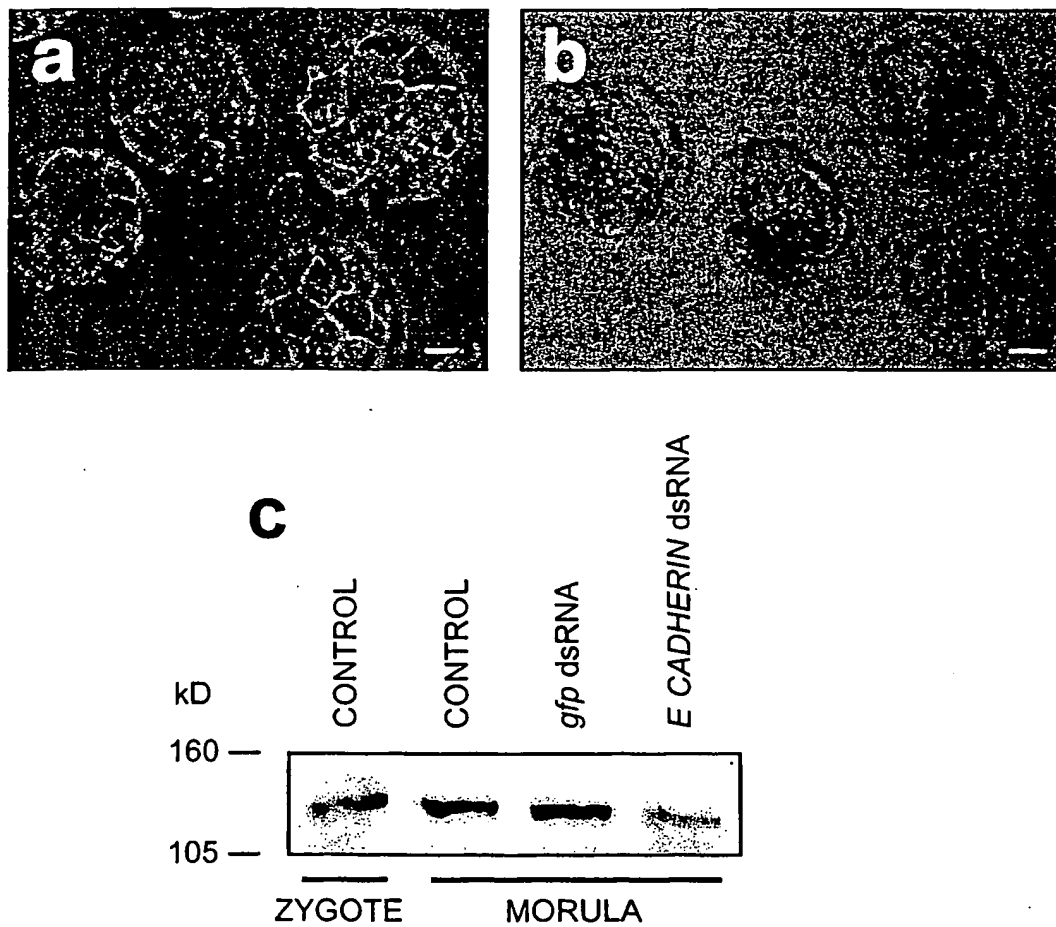 a
b
c
kD
CONTROL
CONTROL
gfp dsRNA
E CADHERIN dsRNA
160
105
ZYGOTE
MORULA